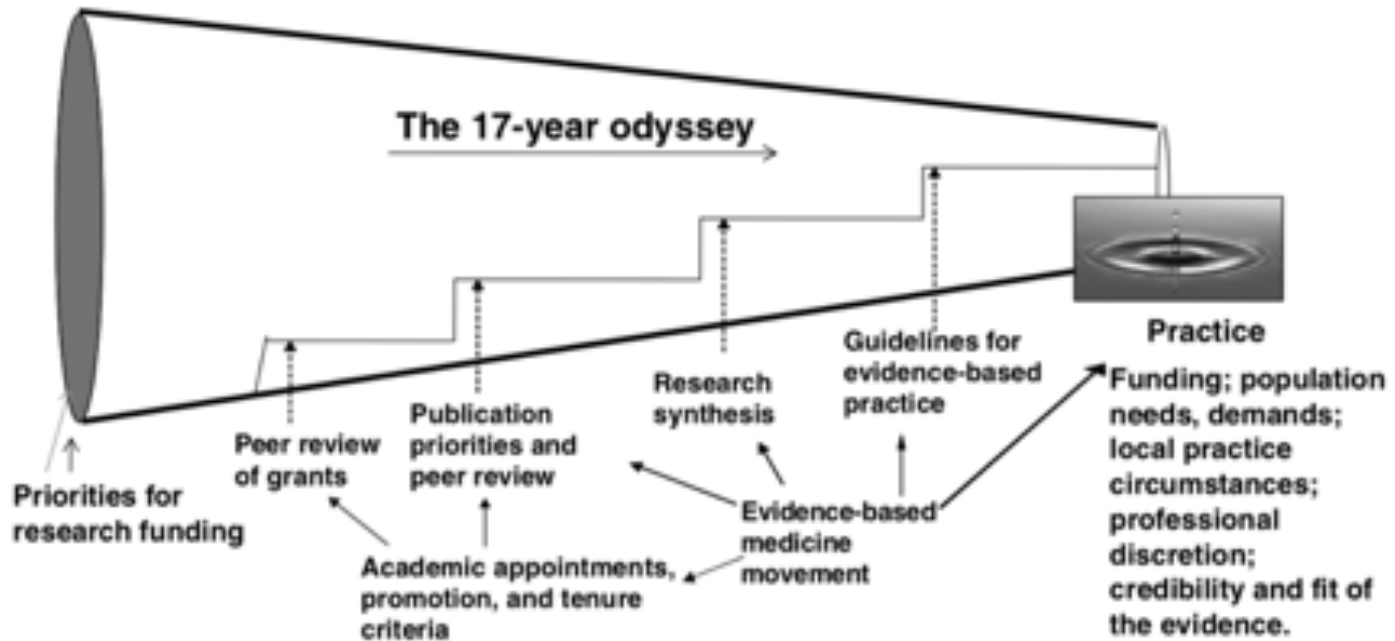 The 17-year odyssey
Priorities for
research funding
Peer review
of grants
Publication
priorities and
peer review
Research
synthesis
Guidelines for
evidence-based
practice
Academic appointments,
promotion, and tenure
criteria
Evidence-based
medicine
movement
Practice
Funding; population
needs, demands;
local practice
circumstances;
professional
discretion;
credibility and fit of
the evidence.